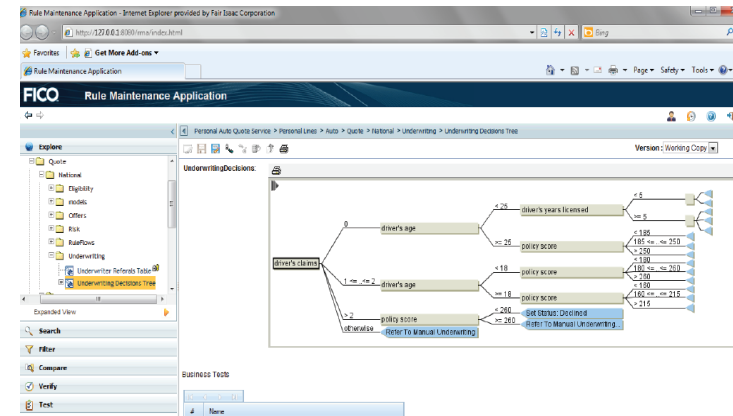 Rule Maintenance Application - Internet Explorer provided by Fair Isaac Corporation
http://127.0.0.1:8080/rma/index.html
Bing
Favorites Get More Add-ons
Rule Maintenance Application
Page Safety Tools
FICO Rule Maintenance Application
Personal Auto Quote Service > Personal Lines > Auto > Quote > National > Underwriting > Underwriting Decisions Tree
Explore
Version: Working Copy
Quote
National
Eligibility
models
Offers
Risk
RuleFlows
Underwriting
Underwriter Referrals Table
Underwriting Decisions Tree
Expanded View
Search
Filter
Compare
Verify
Test
UnderwritingDecisions:
driver's claims
0
driver's age
< 25
driver's years licensed
< 5
>= 5
>= 25
policy score
< 185
185 <= .. <= 250
> 250
1 <= .. <= 2
driver's age
< 18
policy score
< 180
180 <= .. <= 260
> 260
>= 18
policy score
< 160
160 <= .. <= 215
> 215
> 2
policy score
< 260
Set Status: Declined
>= 260
Refer To Manual Underwriting...
otherwise
Refer To Manual Underwriting
Business Tests
# Name